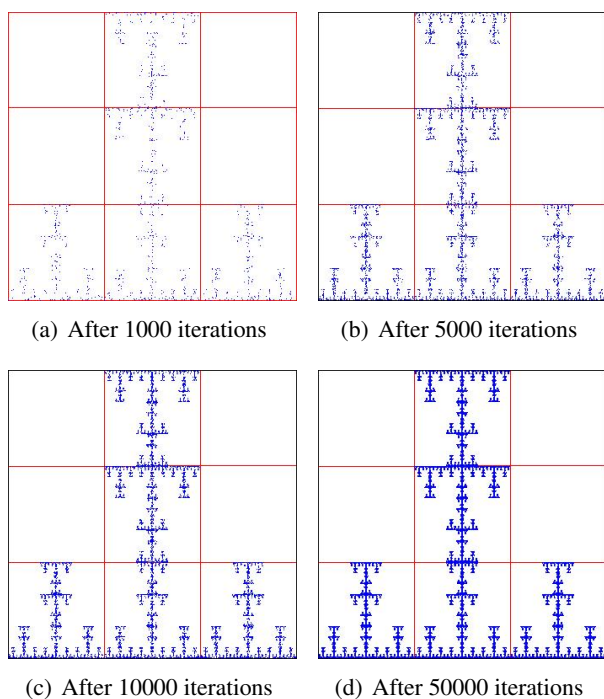 (a) After 1000 iterations
(b) After 5000 iterations
(c) After 10000 iterations
(d) After 50000 iterations